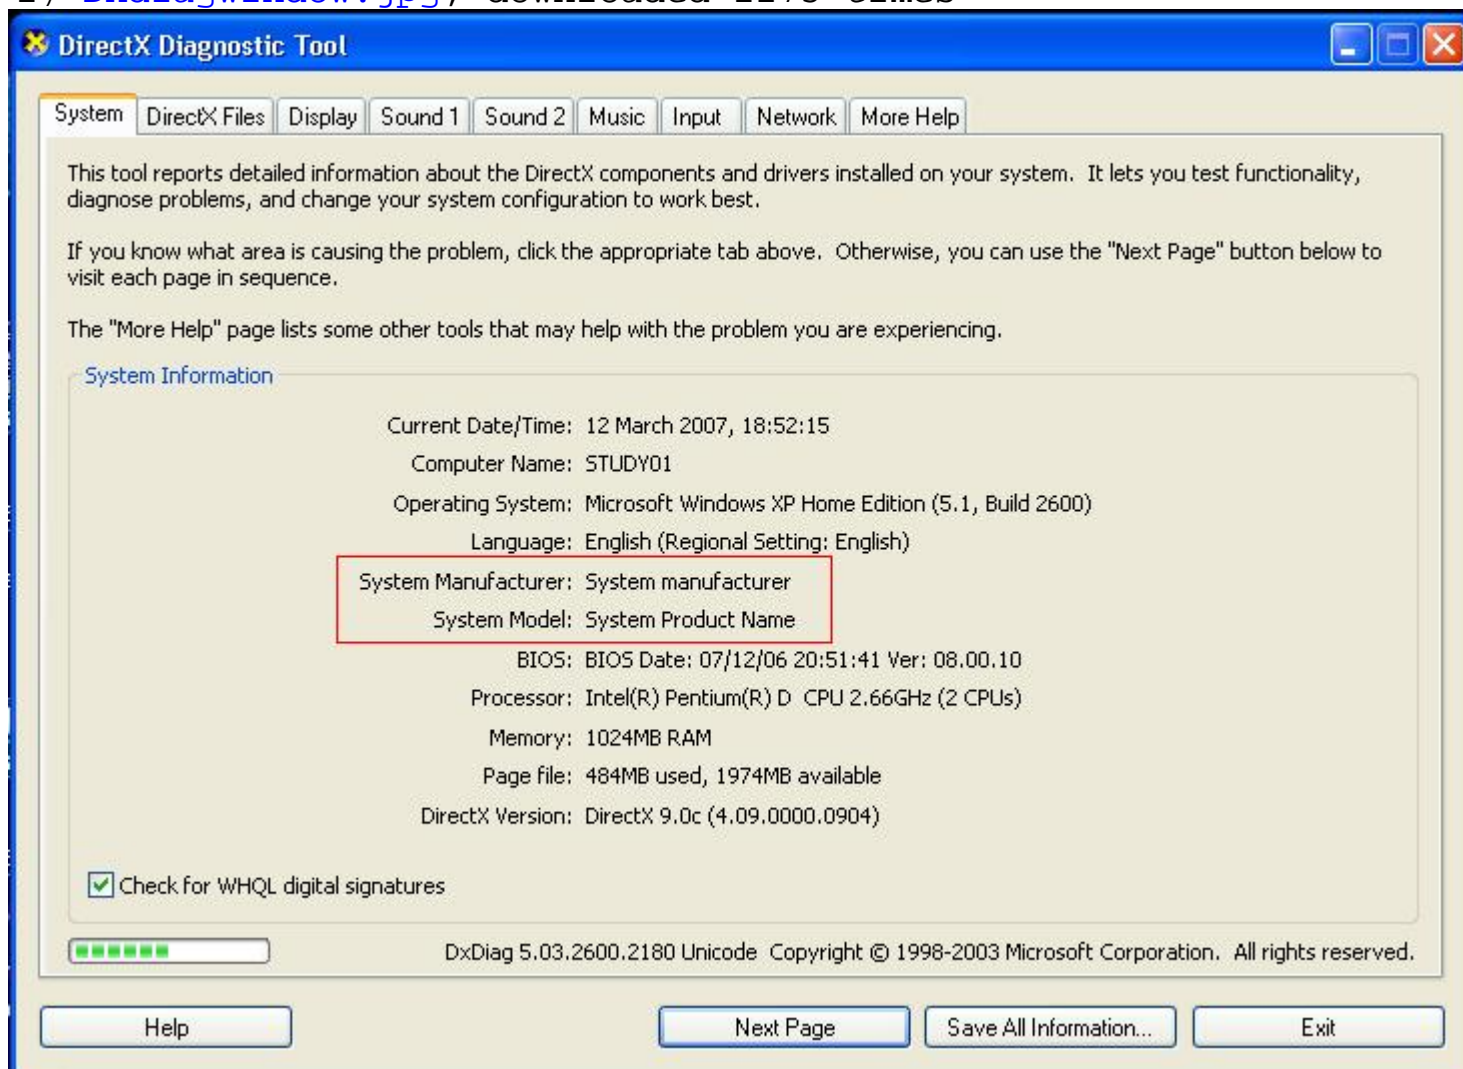 DirectX Diagnostic Tool
System DirectX Files Display Sound 1 Sound 2 Music Input Network More Help
This tool reports detailed information about the DirectX components and drivers installed on your system. It lets you test functionality,
diagnose problems, and change your system configuration to work best.
If you know what area is causing the problem, click the appropriate tab above. Otherwise, you can use the "Next Page" button below to
visit each page in sequence.
The "More Help" page lists some other tools that may help with the problem you are experiencing.
System Information
Current Date/Time: 12 March 2007, 18:52:15
Computer Name: STUDY01
Operating System: Microsoft Windows XP Home Edition (5.1, Build 2600)
Language: English (Regional Setting: English)
System Manufacturer: System manufacturer
System Model: System Product Name
BIOS: BIOS Date: 07/12/06 20:51:41 Ver: 08.00.10
Processor: Intel(R) Pentium(R) D CPU 2.66GHz (2 CPUs)
Memory: 1024MB RAM
Page file: 484MB used, 1974MB available
DirectX Version: DirectX 9.0c (4.09.0000.0904)
Check for WHQL digital signatures
DxDiag 5.03.2600.2180 Unicode Copyright © 1998-2003 Microsoft Corporation. All rights reserved.
Help Next Page Save All Information... Exit